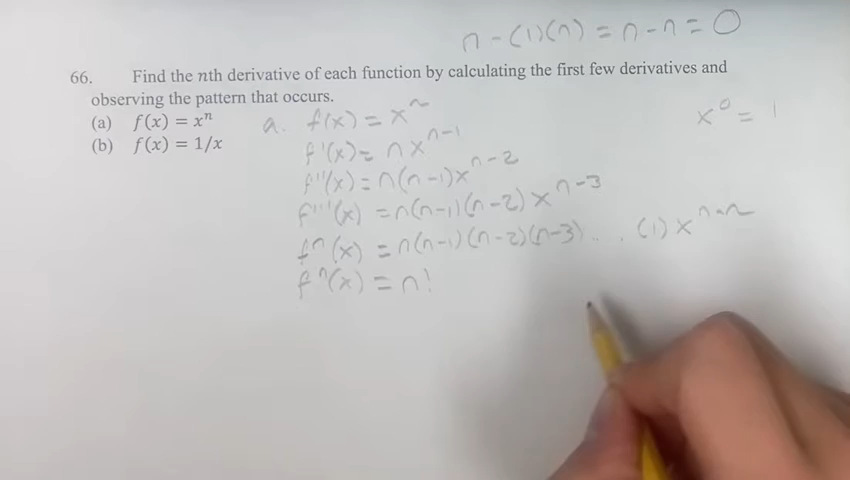 n - (1)(n) = n - n = 0
66. Find the nth derivative of each function by calculating the first few derivatives and
observing the pattern that occurs.
(a) f(x) = xⁿ
(b) f(x) = 1/x
x⁰ = 1
a. f(x) = xⁿ
f'(x) = nxⁿ⁻¹
f''(x) = n(n-1)xⁿ⁻²
f'''(x) = n(n-1)(n-2)xⁿ⁻³
fⁿ(x) = n(n-1)(n-2)(n-3)... (1)xⁿ⁻ⁿ
fⁿ(x) = n!